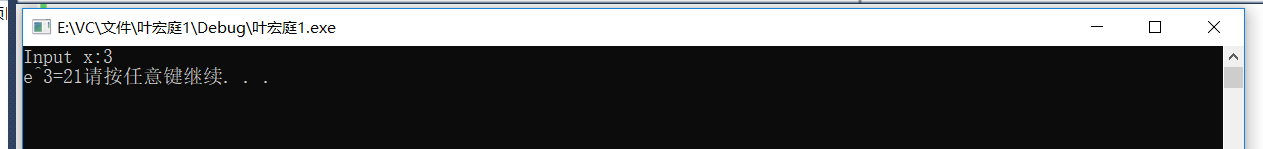 E:\VC\文件\叶宏庭1\Debug\叶宏庭1.exe
Input x:3
e^3=21请按任意键继续. . .